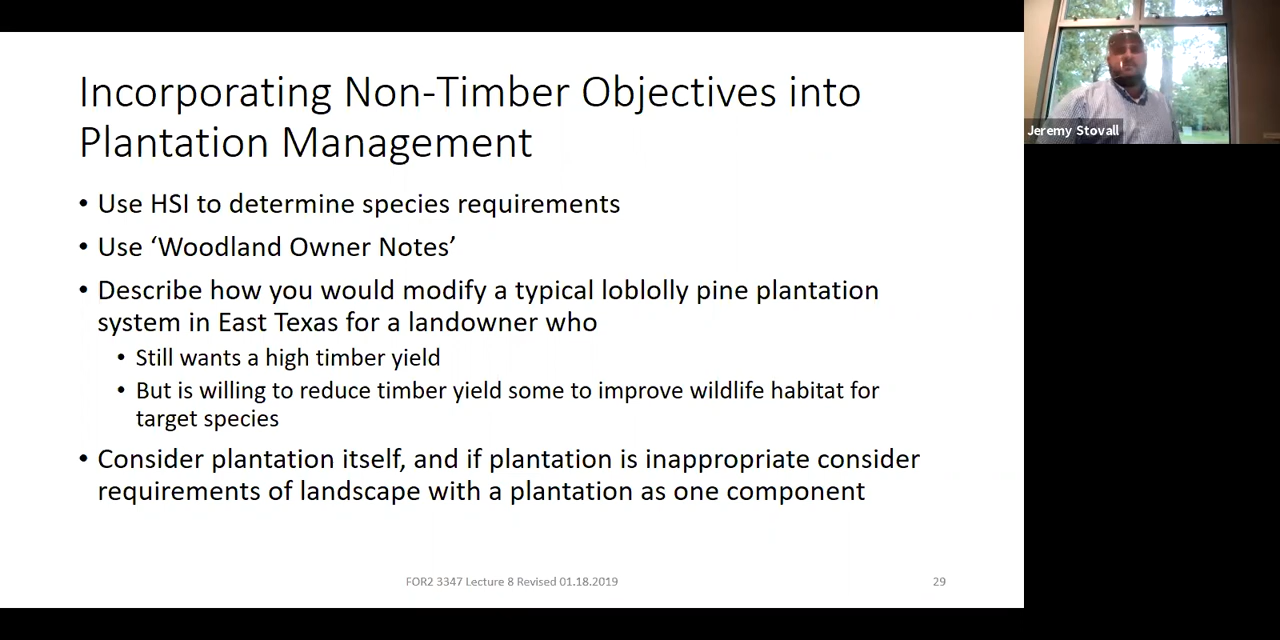 Incorporating Non-Timber Objectives into
Plantation Management
• Use HSI to determine species requirements
• Use ‘Woodland Owner Notes’
• Describe how you would modify a typical loblolly pine plantation
system in East Texas for a landowner who
• Still wants a high timber yield
• But is willing to reduce timber yield some to improve wildlife habitat for
target species
• Consider plantation itself, and if plantation is inappropriate consider
requirements of landscape with a plantation as one component
FOR2 3347 Lecture 8 Revised 01.18.2019
29
Jeremy Stovall